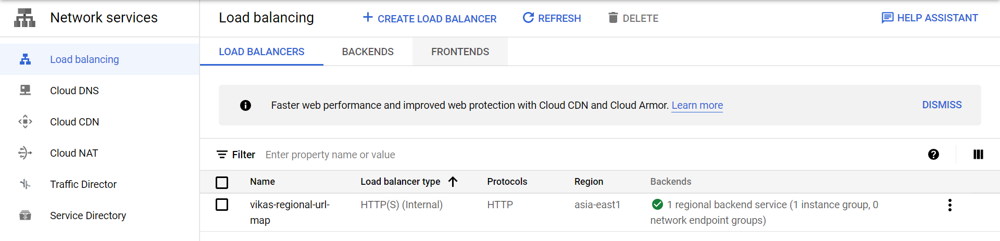 Network services
Load balancing
CREATE LOAD BALANCER
REFRESH
DELETE
HELP ASSISTANT
Load balancing
Cloud DNS
Cloud CDN
Cloud NAT
Traffic Director
Service Directory
LOAD BALANCERS
BACKENDS
FRONTENDS
Faster web performance and improved web protection with Cloud CDN and Cloud Armor. Learn more
DISMISS
Filter Enter property name or value
Name
Load balancer type
Protocols
Region
Backends
vikas-regional-url-
map
HTTP(S) (Internal)
HTTP
asia-east1
1 regional backend service (1 instance group, 0
network endpoint groups)